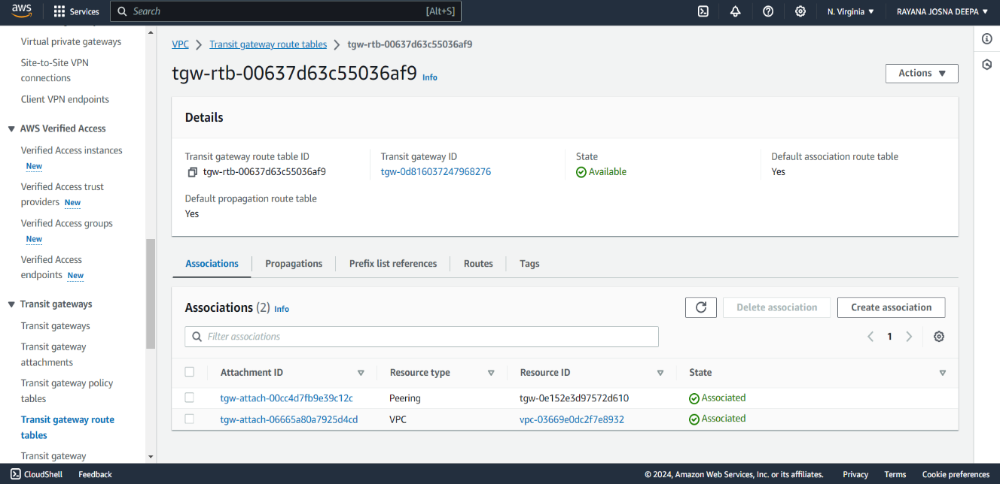 aws
Services
Search
[Alt+S]
N. Virginia ▼
RAYANA JOSNA DEEPA ▼
Virtual private gateways
Site-to-Site VPN
connections
Client VPN endpoints
▼ AWS Verified Access
Verified Access instances
New
Verified Access trust
providers New
Verified Access groups
New
Verified Access
endpoints New
▼ Transit gateways
Transit gateways
Transit gateway
attachments
Transit gateway policy
tables
Transit gateway route
tables
Transit gateway
VPC > Transit gateway route tables > tgw-rtb-00637d63c55036af9
tgw-rtb-00637d63c55036af9 Info
Actions ▼
Details
Transit gateway route table ID
tgw-rtb-00637d63c55036af9
Transit gateway ID
tgw-0d816037247968276
State
Available
Default association route table
Yes
Default propagation route table
Yes
Associations
Propagations
Prefix list references
Routes
Tags
Associations (2) Info
Delete association
Create association
Filter associations
1
Attachment ID Resource type Resource ID State
tgw-attach-00cc4d7fb9e39c12c Peering tgw-0e152e3d97572d610 Associated
tgw-attach-06665a80a7925d4cd VPC vpc-03669e0dc2f7e8932 Associated
CloudShell Feedback
© 2024, Amazon Web Services, Inc. or its affiliates. Privacy Terms Cookie preferences